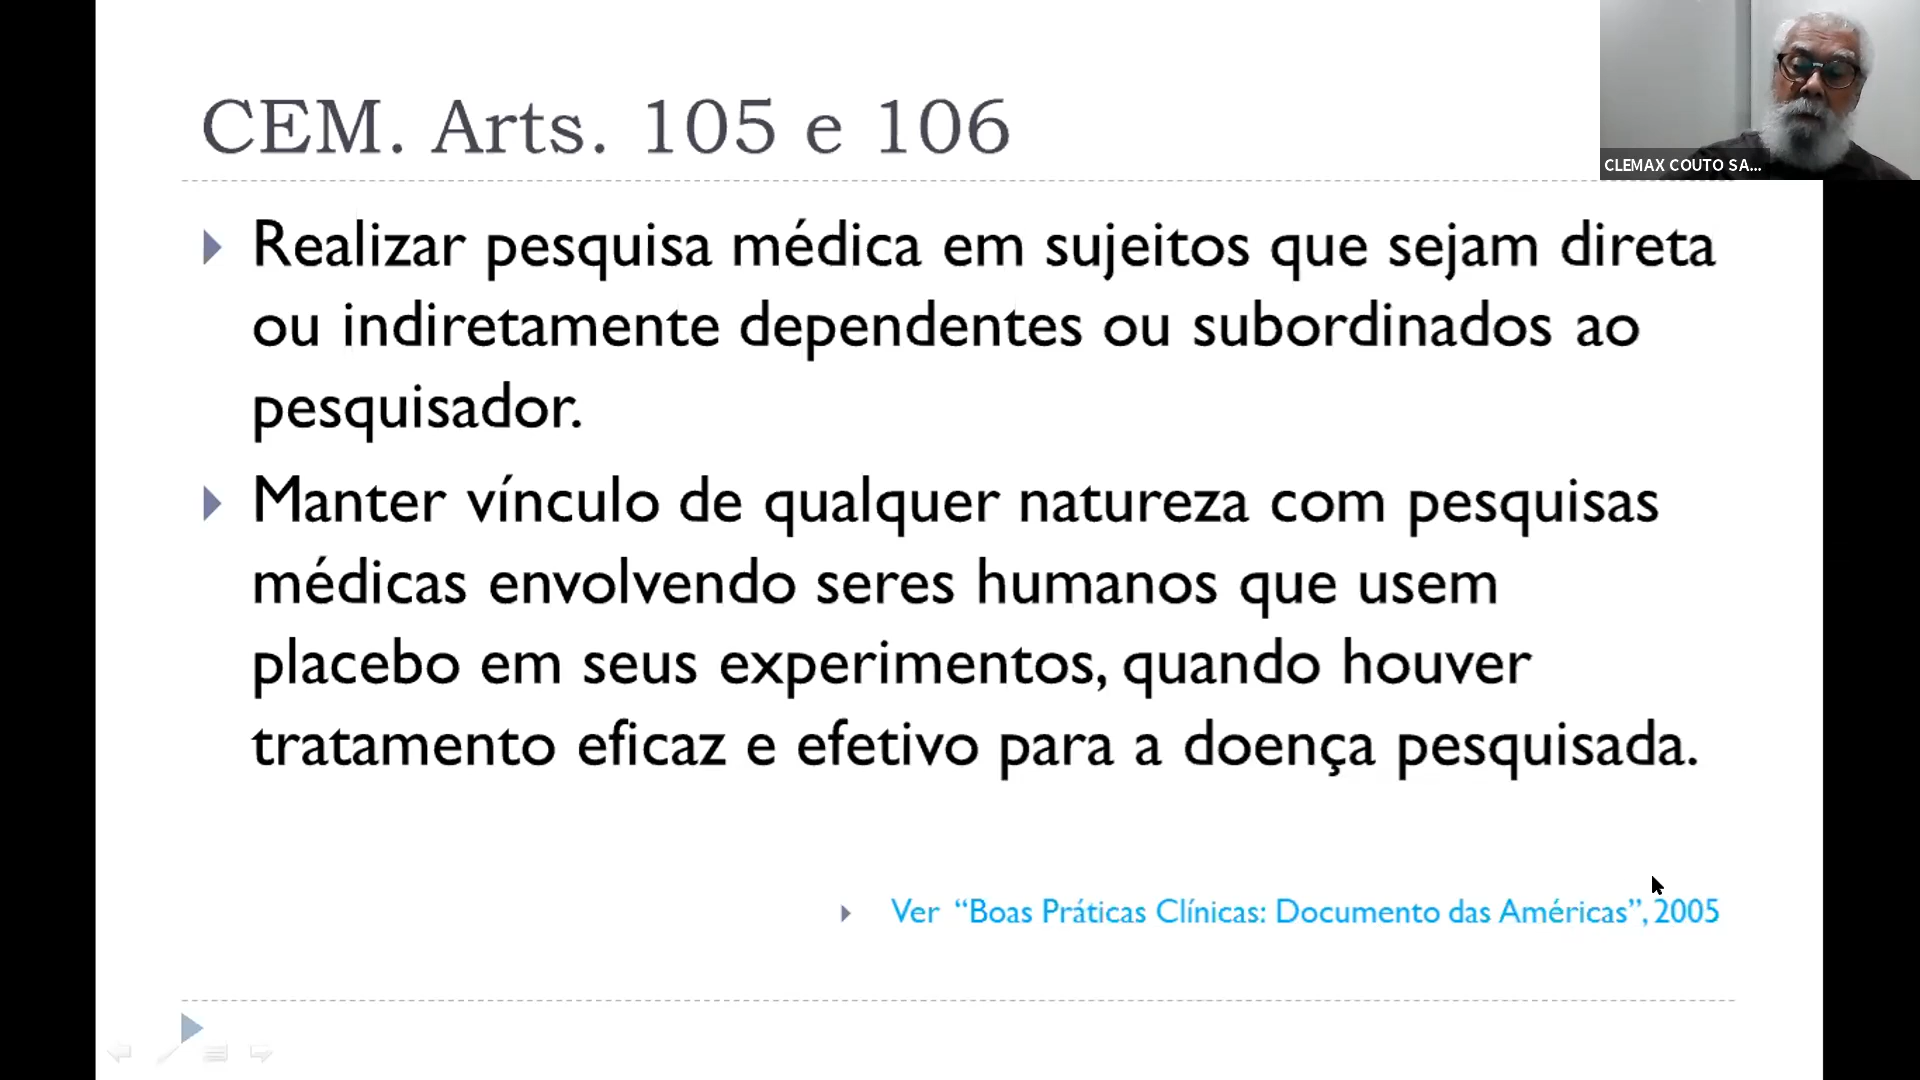 CEM. Arts. 105 e 106
CLEMAX COUTO SA...
Realizar pesquisa médica em sujeitos que sejam direta
ou indiretamente dependentes ou subordinados ao
pesquisador.
Manter vínculo de qualquer natureza com pesquisas
médicas envolvendo seres humanos que usem
placebo em seus experimentos, quando houver
tratamento eficaz e efetivo para a doença pesquisada.
Ver “Boas Práticas Clínicas: Documento das Américas”, 2005